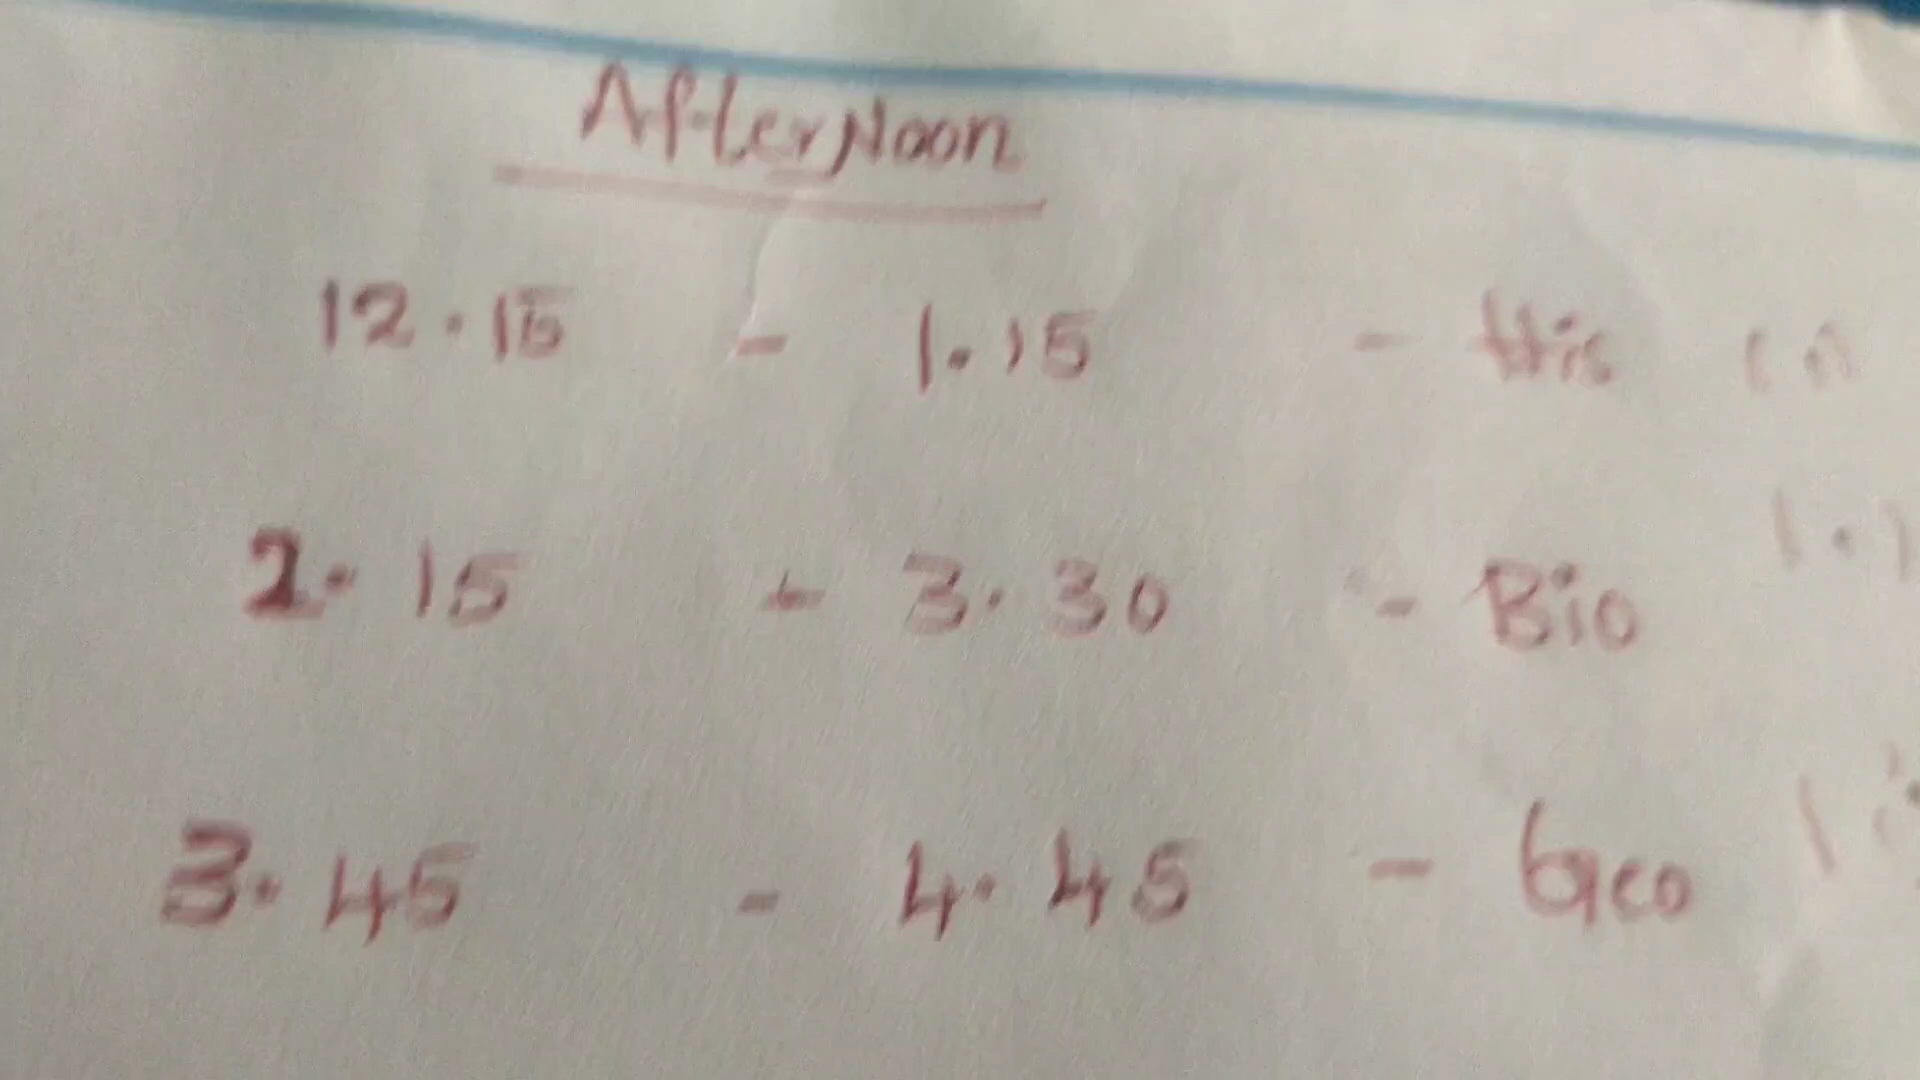 AfterNoon
12.15 - 1.15 - His
2.15 - 3.30 - Bio
3.45 - 4.45 - Geo